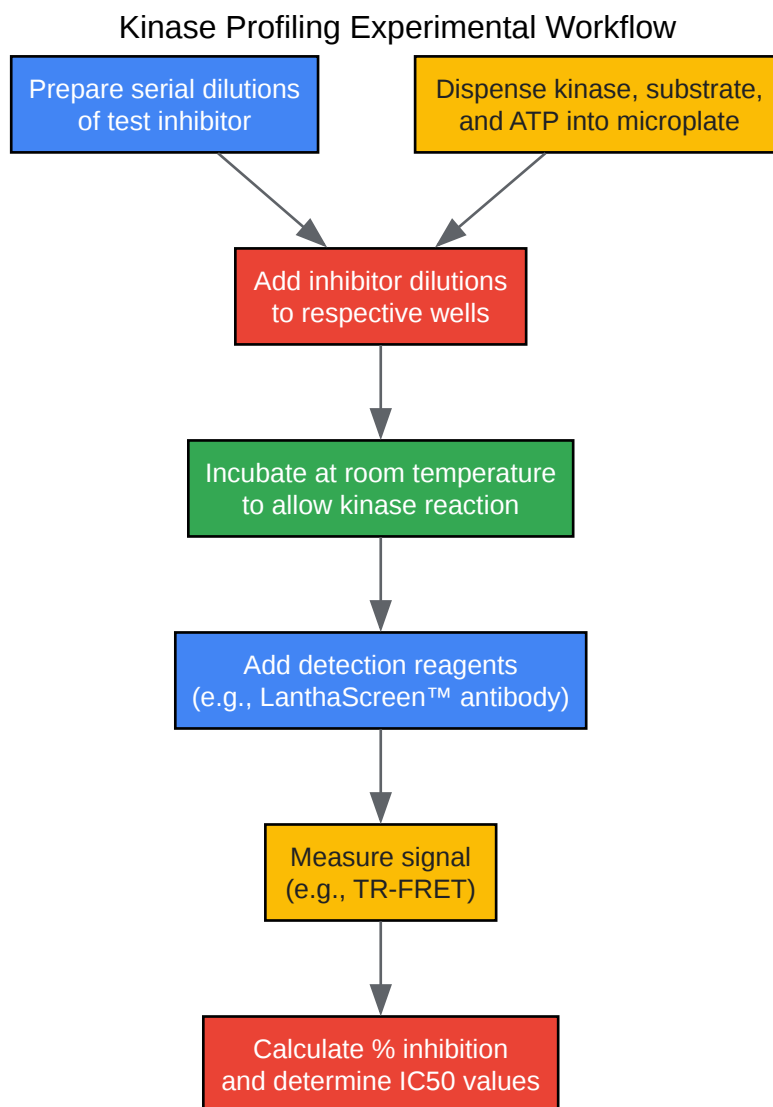 Kinase Profiling Experimental Workflow
Prepare serial dilutions
of test inhibitor
Dispense kinase, substrate,
and ATP into microplate
Add inhibitor dilutions
to respective wells
Incubate at room temperature
to allow kinase reaction
Add detection reagents
(e.g., LanthaScreen™ antibody)
Measure signal
(e.g., TR-FRET)
Calculate % inhibition
and determine IC50 values